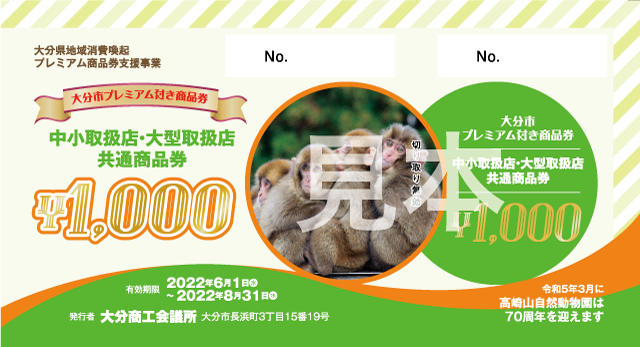 大分県地域消費喚起
プレミアム商品券支援事業
No.
No.
大分市プレミアム付き商品券
中小取扱店・大型取扱店
共通商品券
¥1,000
見本
切り取り無効
大分市
プレミアム付き商品券
中小取扱店・大型取扱店
共通商品券
¥1,000
有効期限 2022年6月1日㊌
~2022年8月31日㊌
発行者 大分商工会議所 大分市長浜町3丁目15番19号
令和5年3月に
高崎山自然動物園は
70周年を迎えます